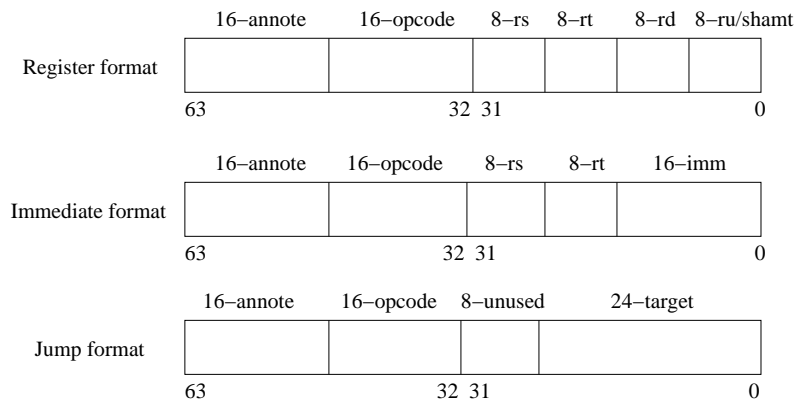 16–annote 16–opcode 8–rs 8–rt 8–rd 8–ru/shamt
Register format
63 32 31 0
16–annote 16–opcode 8–rs 8–rt 16–imm
Immediate format
63 32 31 0
16–annote 16–opcode 8–unused 24–target
Jump format
63 32 31 0